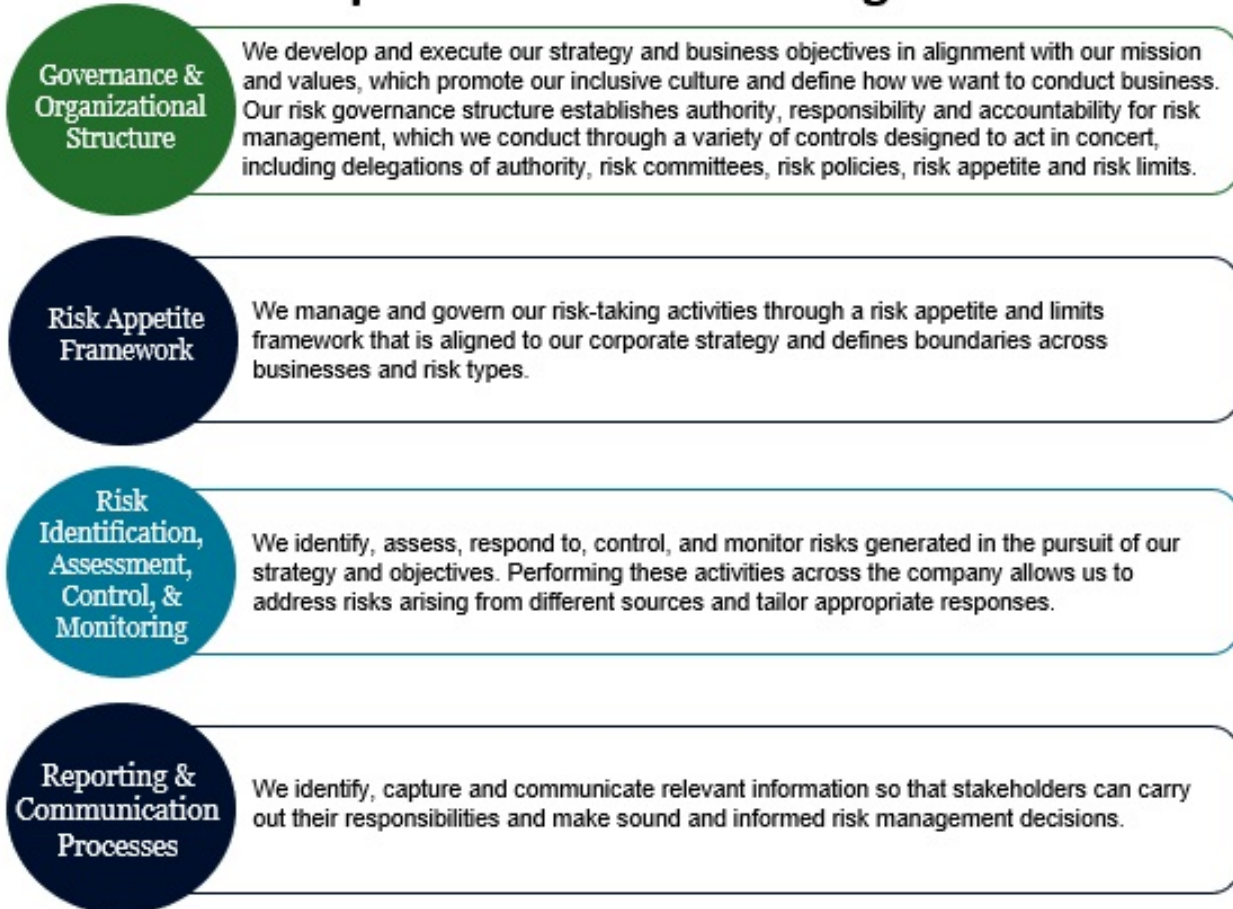 Governance &
Organizational
Structure
We develop and execute our strategy and business objectives in alignment with our mission
and values, which promote our inclusive culture and define how we want to conduct business.
Our risk governance structure establishes authority, responsibility and accountability for risk
management, which we conduct through a variety of controls designed to act in concert,
including delegations of authority, risk committees, risk policies, risk appetite and risk limits.
Risk Appetite
Framework
We manage and govern our risk-taking activities through a risk appetite and limits
framework that is aligned to our corporate strategy and defines boundaries across
businesses and risk types.
Risk
Identification,
Assessment,
Control, &
Monitoring
We identify, assess, respond to, control, and monitor risks generated in the pursuit of our
strategy and objectives. Performing these activities across the company allows us to
address risks arising from different sources and tailor appropriate responses.
Reporting &
Communication
Processes
We identify, capture and communicate relevant information so that stakeholders can carry
out their responsibilities and make sound and informed risk management decisions.